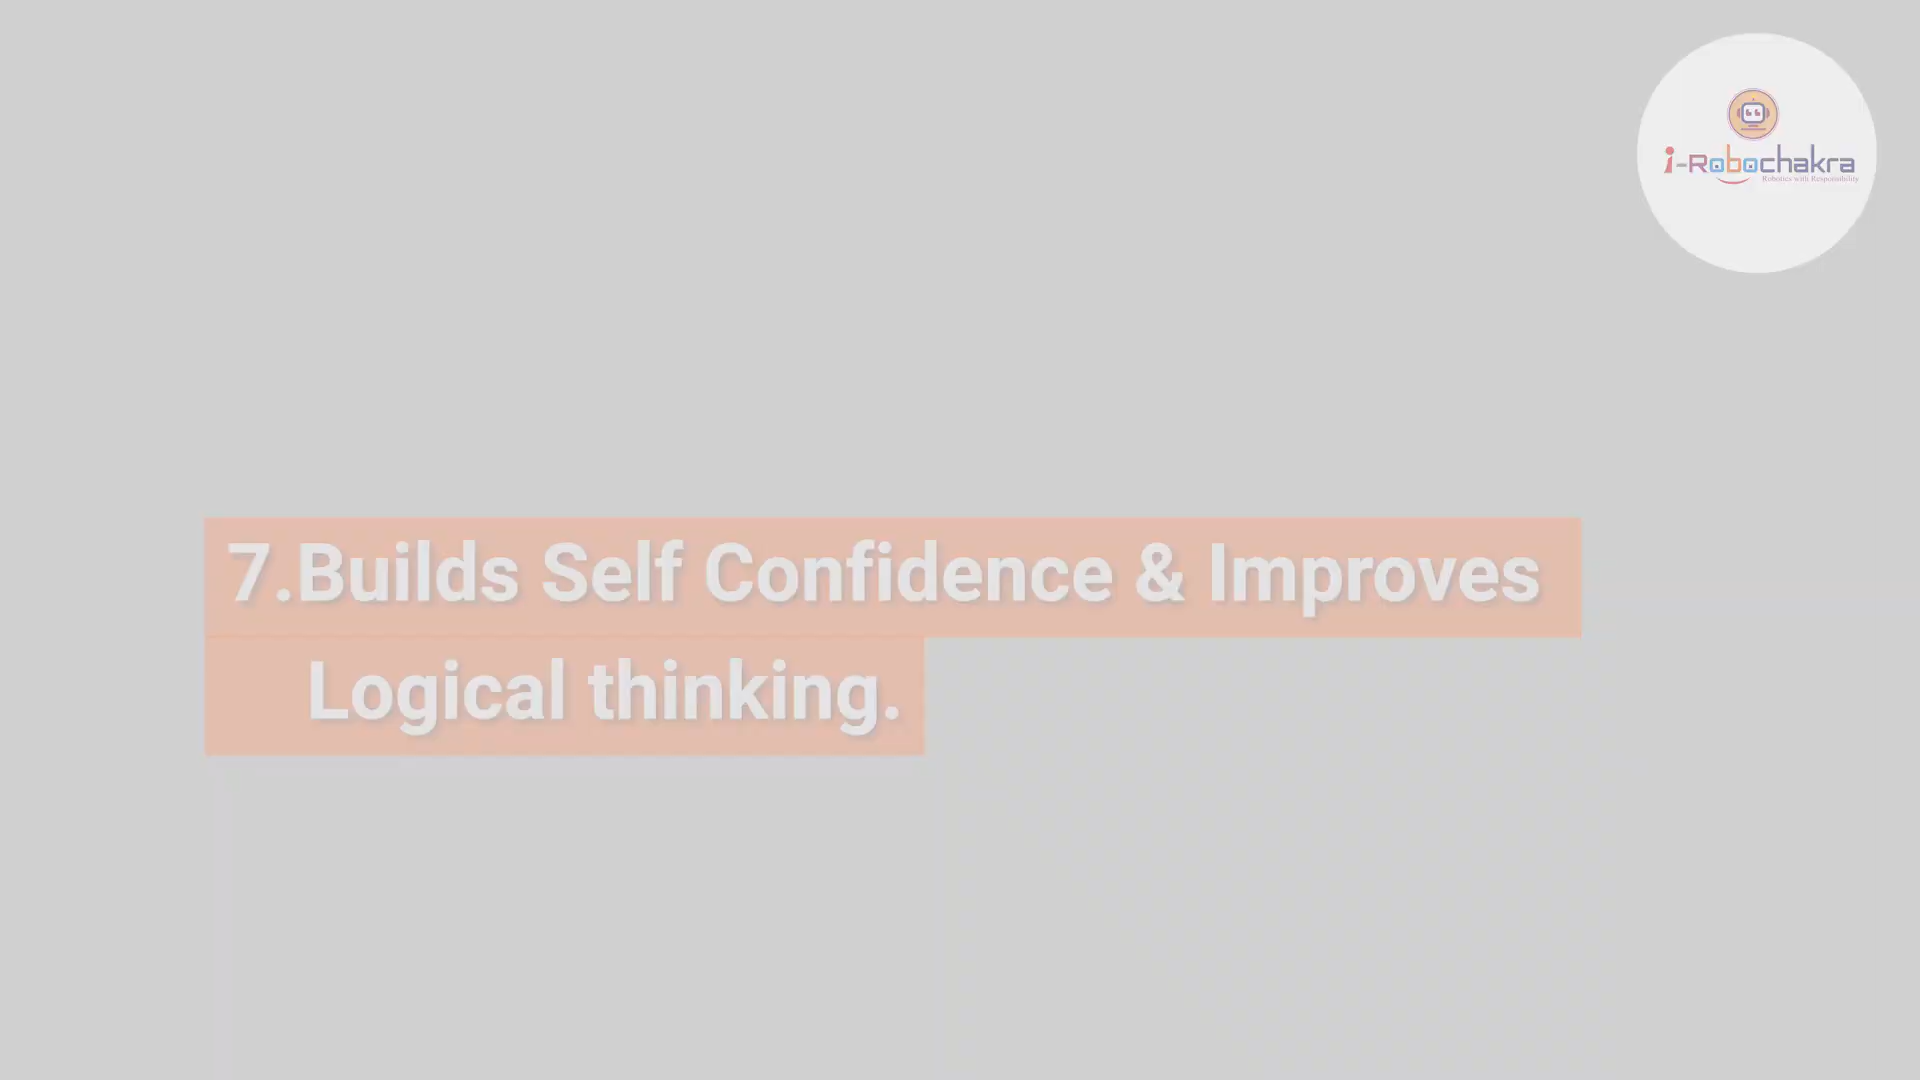 i-Robochakra
Robotics with Responsibility
7.Builds Self Confidence & Improves
Logical thinking.